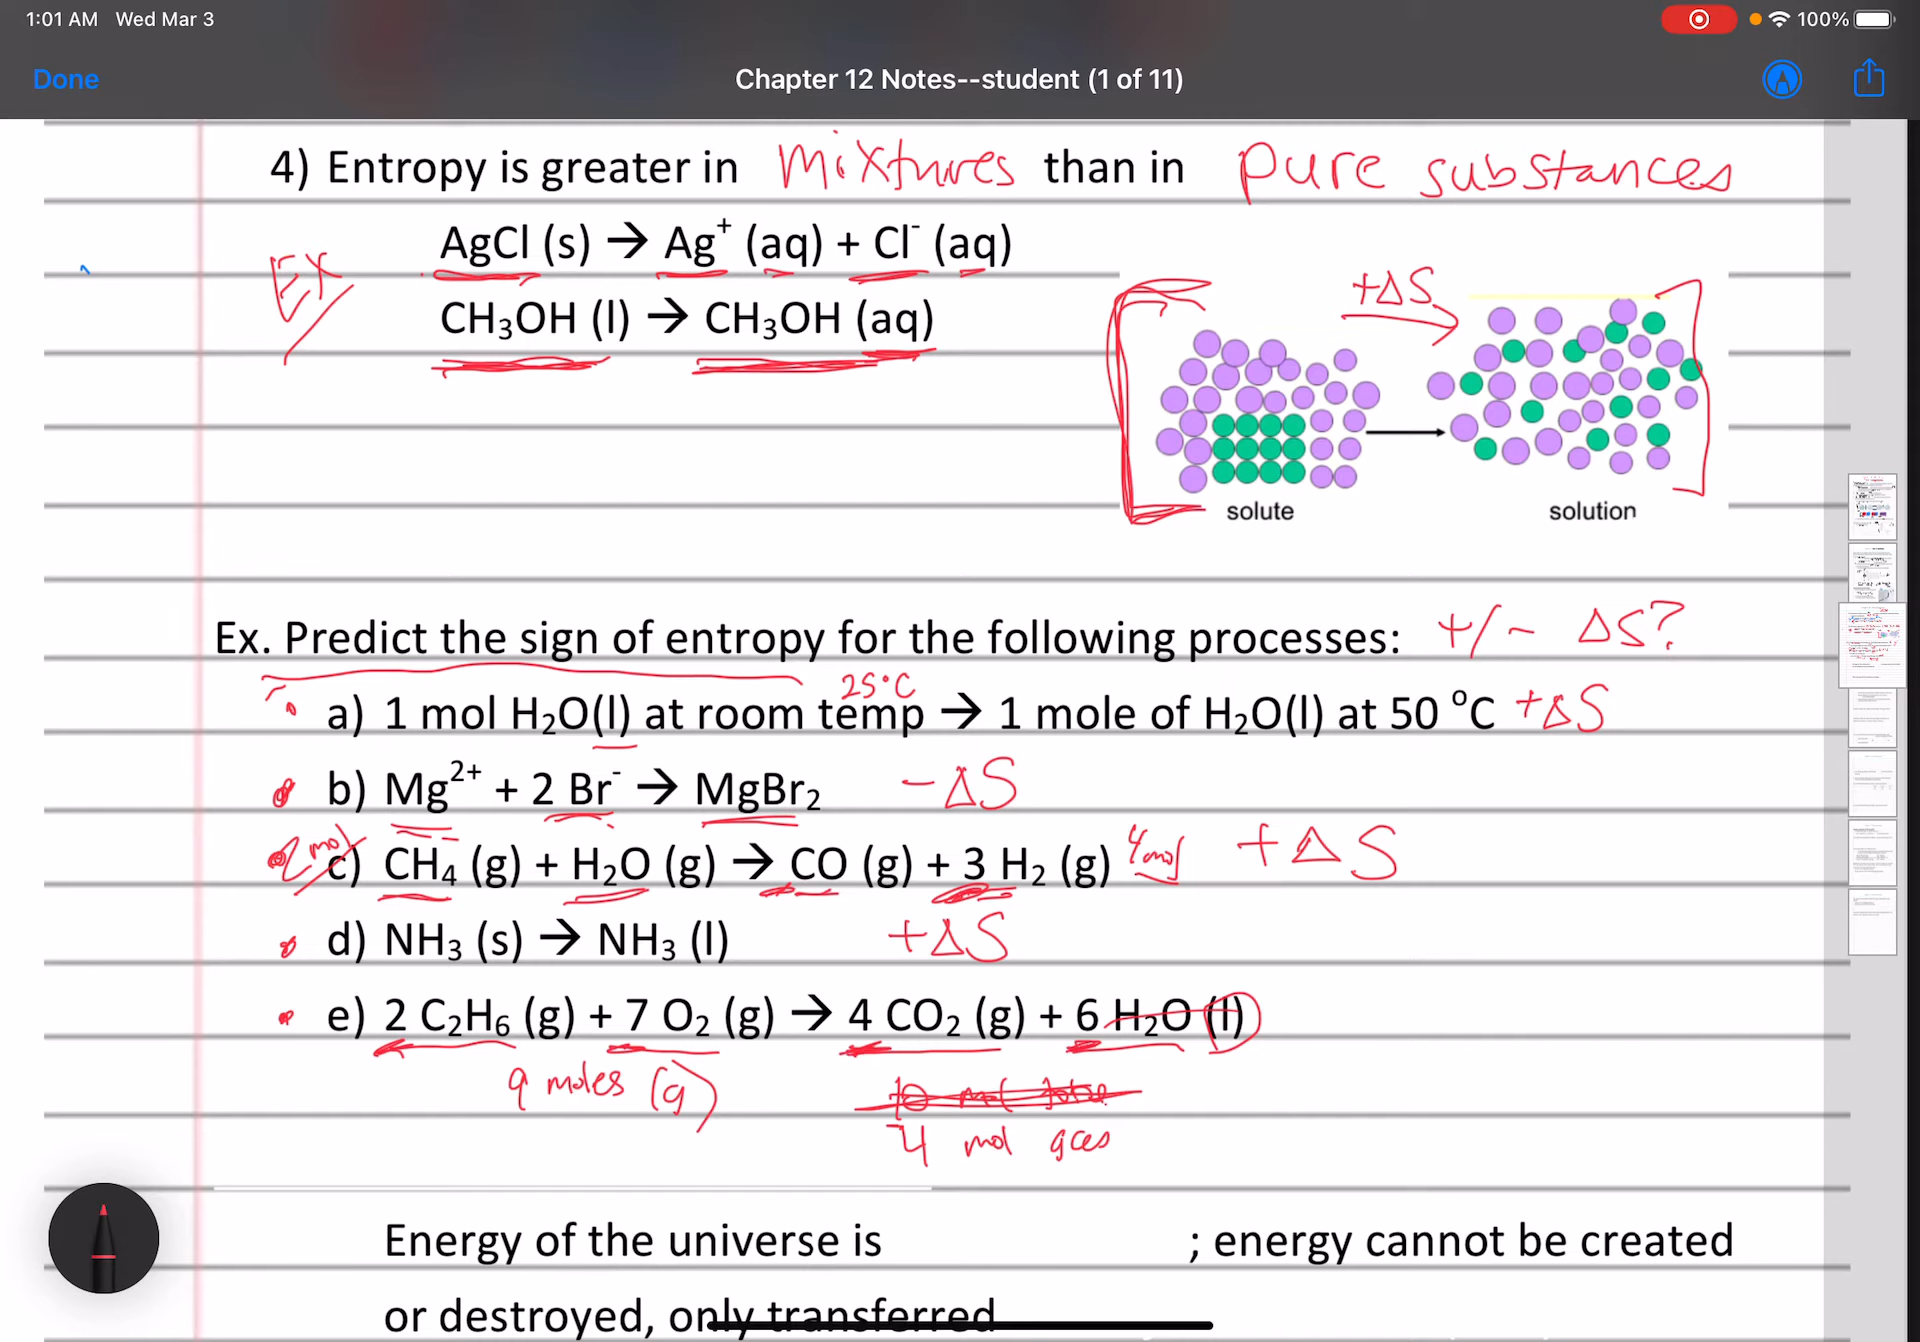 1:01 AM Wed Mar 3 100%
Done Chapter 12 Notes--student (1 of 11)
4) Entropy is greater in mixtures than in pure substances
AgCl (s) → Ag⁺ (aq) + Cl⁻ (aq)
Ex
CH₃OH (l) → CH₃OH (aq)
+ΔS
solute solution
Ex. Predict the sign of entropy for the following processes: +/- ΔS?
25°C
a) 1 mol H₂O(l) at room temp → 1 mole of H₂O(l) at 50 °C +ΔS
b) Mg²⁺ + 2 Br⁻ → MgBr₂ -ΔS
2 mol c) CH₄ (g) + H₂O (g) → CO (g) + 3 H₂ (g) 4 mol +ΔS
d) NH₃ (s) → NH₃ (l) +ΔS
e) 2 C₂H₆ (g) + 7 O₂ (g) → 4 CO₂ (g) + 6 H₂O (l)
9 moles (g) 10 mol total
4 mol gas
Energy of the universe is ; energy cannot be created
or destroyed, only transferred